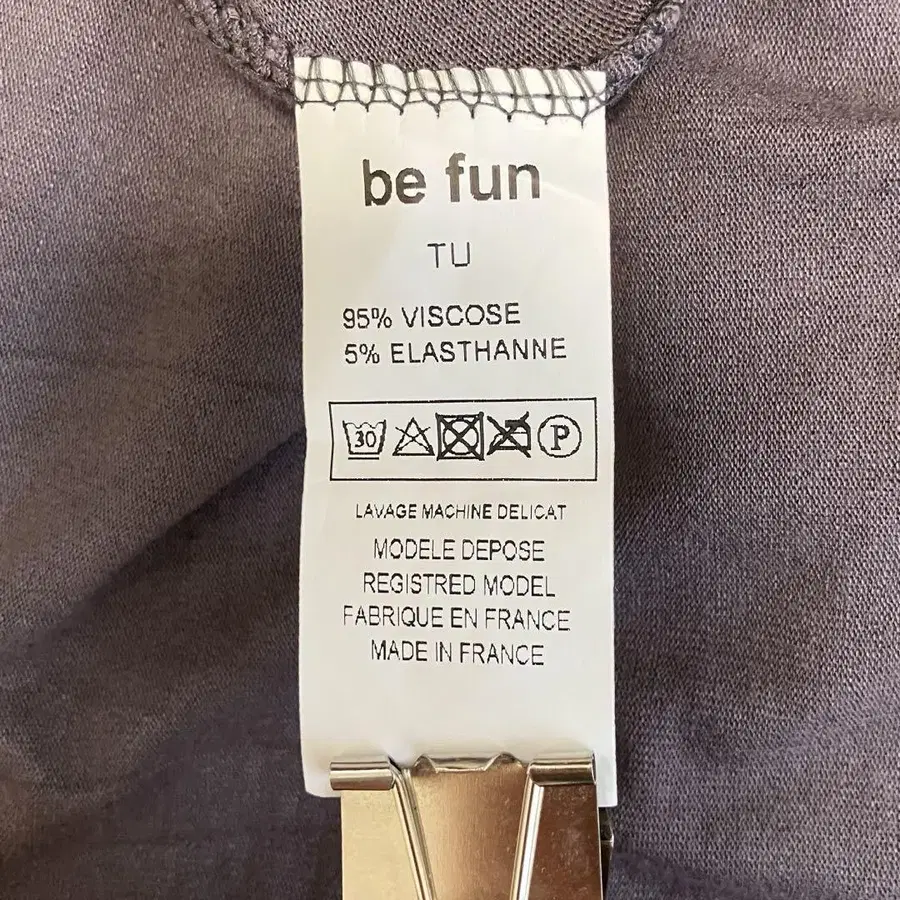 be fun
TU
95% VISCOSE
5% ELASTHANNE
30 P
LAVAGE MACHINE DELICAT
MODELE DEPOSE
REGISTRED MODEL
FABRIQUE EN FRANCE
MADE IN FRANCE